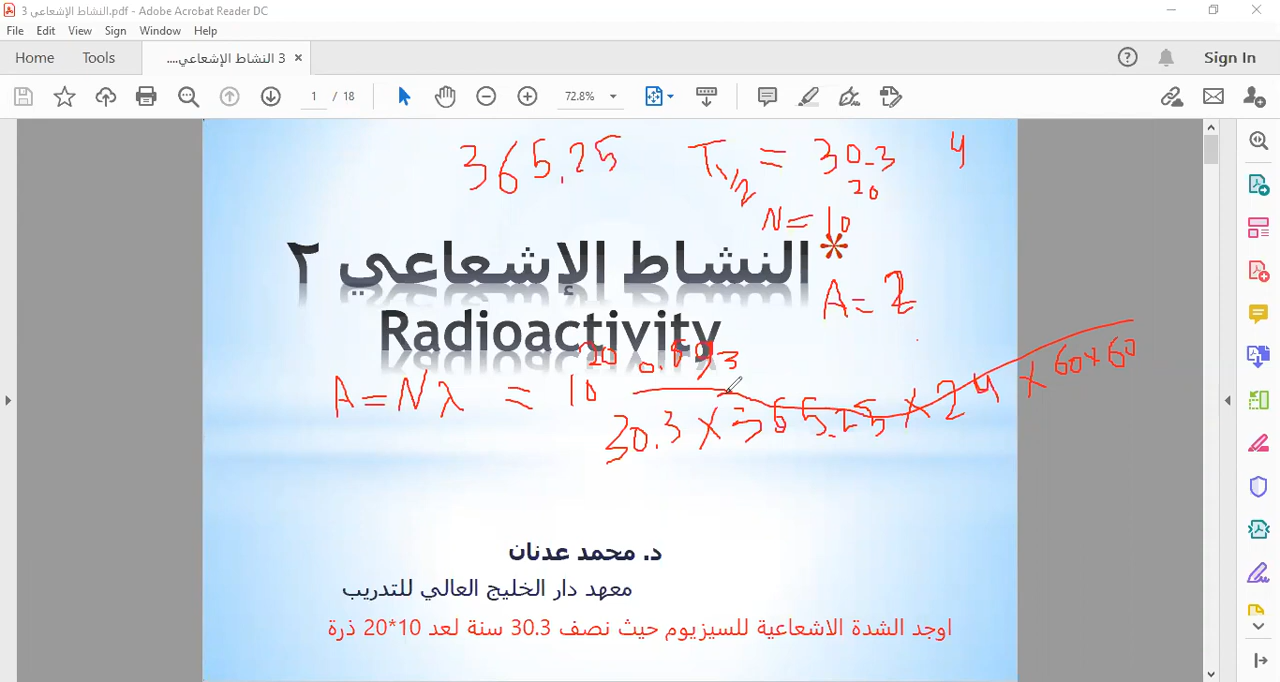 النشاط الإشعاعي 3.pdf - Adobe Acrobat Reader DC
File Edit View Sign Window Help
Home Tools 3 النشاط الإشعاعي.... ×
1 / 18 72.8%
Sign In
365.25 T1/2 = 30.3 y
N = 10^20
النشاط الإشعاعي ٢ *
A = ?
Radioactivity
A = Nλ = 10^20 0.693
30.3 × 365.25 × 24 × 60 × 60
د. محمد عدنان
معهد دار الخليج العالي للتدريب
اوجد الشدة الاشعاعية للسيزيوم حيث نصف 30.3 سنة لعد 10*20 ذرة